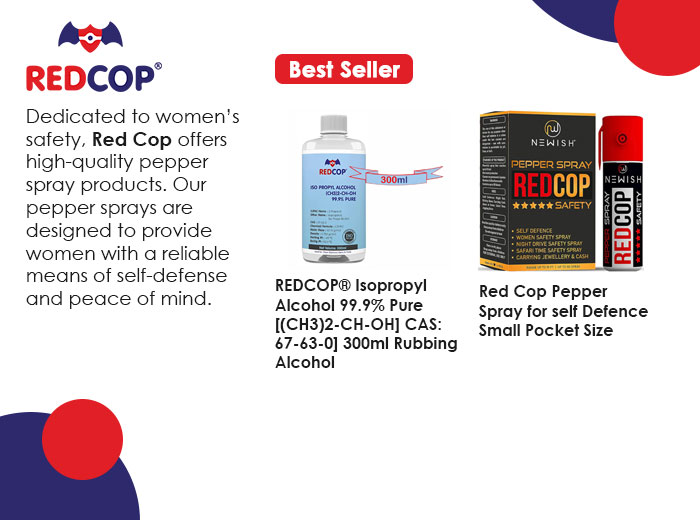 REDCOP®
Dedicated to women's
safety, Red Cop offers
high-quality pepper
spray products. Our
pepper sprays are
designed to provide
women with a reliable
means of self-defense
and peace of mind.
Best Seller
REDCOP
ISO PROPYL ALCOHOL
(CH3)2-CH-OH
99.9% PURE
300ml
REDCOP® Isopropyl
Alcohol 99.9% Pure
[(CH3)2-CH-OH] CAS:
67-63-0] 300ml Rubbing
Alcohol
NEWISH
PEPPER SPRAY
REDCOP
SAFETY
• SELF DEFENCE
• WOMEN SAFETY SPRAY
• NIGHT DRIVE SAFETY SPRAY
• SAFARI TIME SAFETY SPRAY
• CARRYING JEWELLERY & CASH
NEWISH
PEPPER SPRAY
REDCOP
SAFETY
Red Cop Pepper
Spray for self Defence
Small Pocket Size